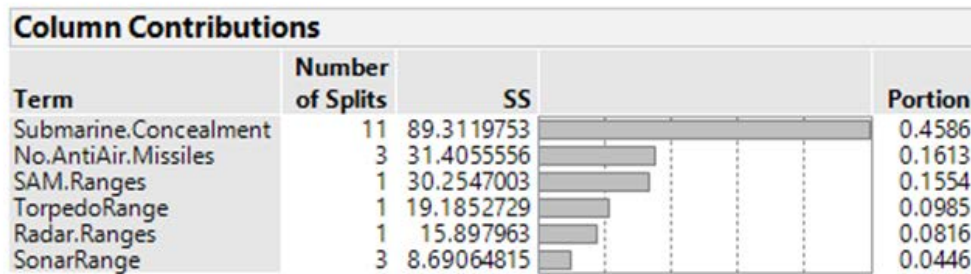 Column Contributions
Number
Term of Splits SS Portion
Submarine.Concealment 11 89.3119753 0.4586
No.AntiAir.Missiles 3 31.4055556 0.1613
SAM.Ranges 1 30.2547003 0.1554
TorpedoRange 1 19.1852729 0.0985
Radar.Ranges 1 15.897963 0.0816
SonarRange 3 8.69064815 0.0446